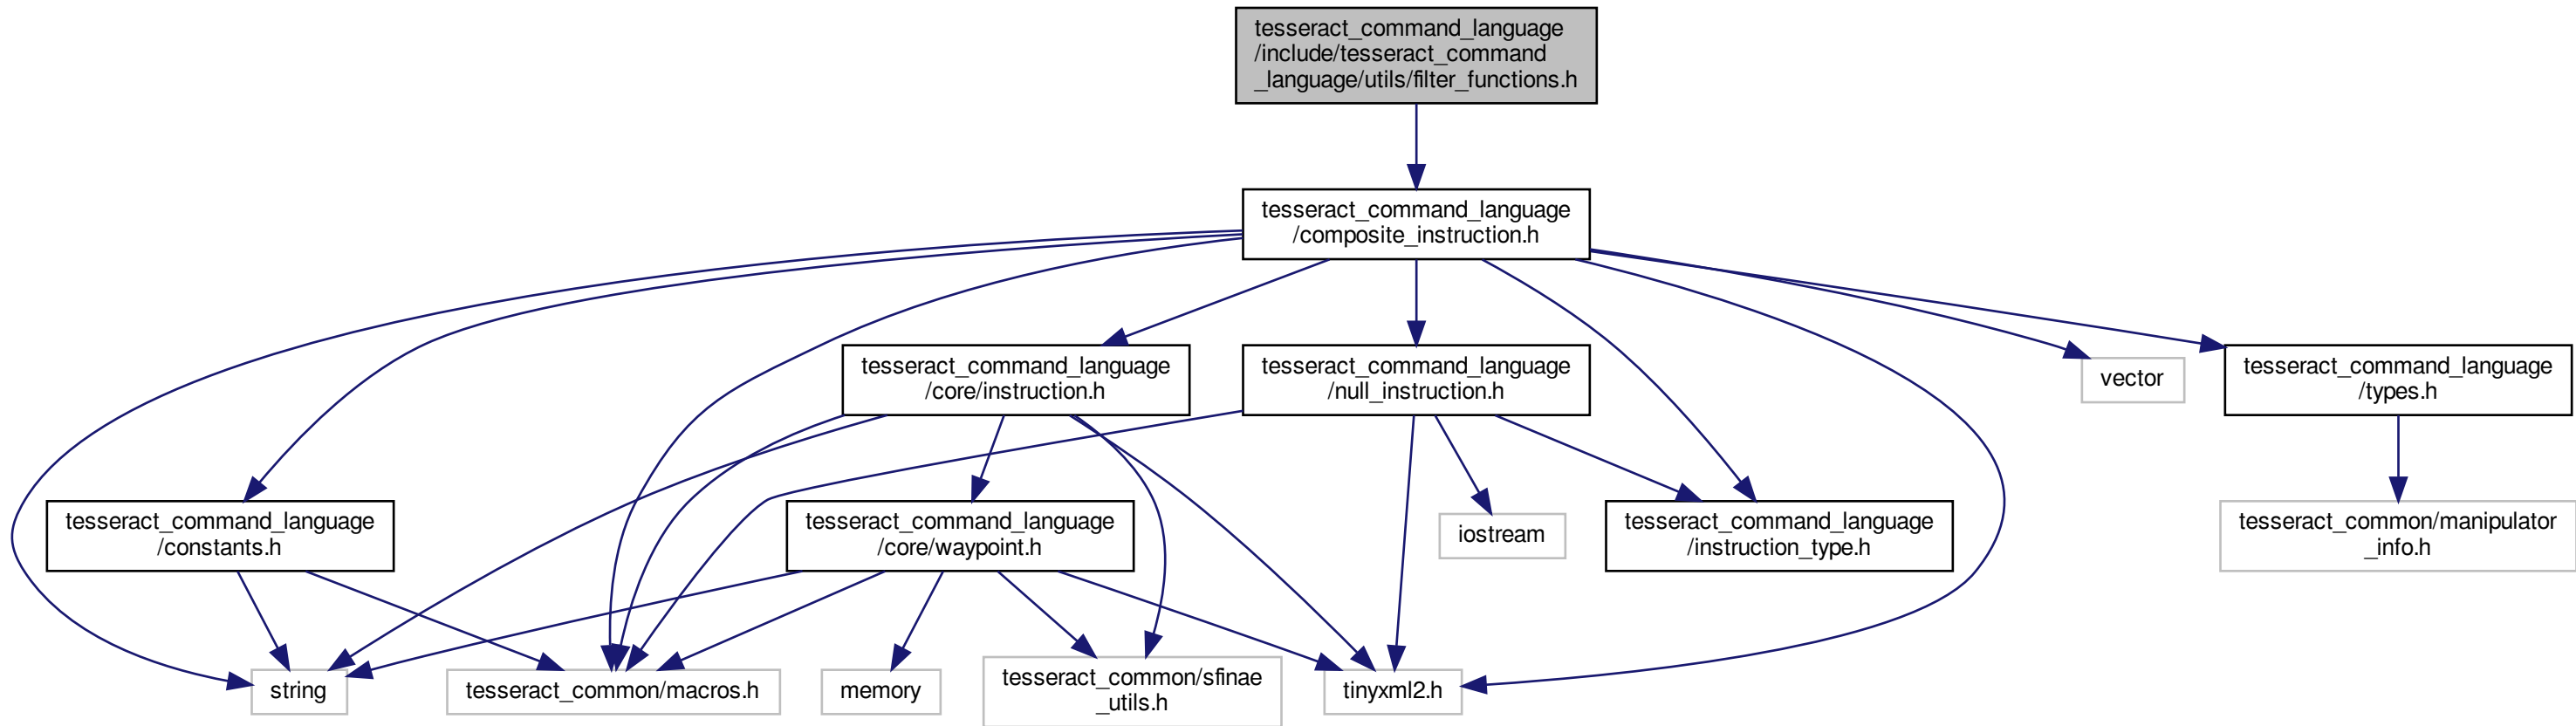 tesseract_command_language
/include/tesseract_command
_language/utils/filter_functions.h
tesseract_command_language
/composite_instruction.h
tesseract_command_language
/core/instruction.h
tesseract_command_language
/null_instruction.h
vector
tesseract_command_language
/types.h
tesseract_command_language
/constants.h
tesseract_command_language
/core/waypoint.h
iostream
tesseract_command_language
/instruction_type.h
tesseract_common/manipulator
_info.h
string
tesseract_common/macros.h
memory
tesseract_common/sfinae
_utils.h
tinyxml2.h